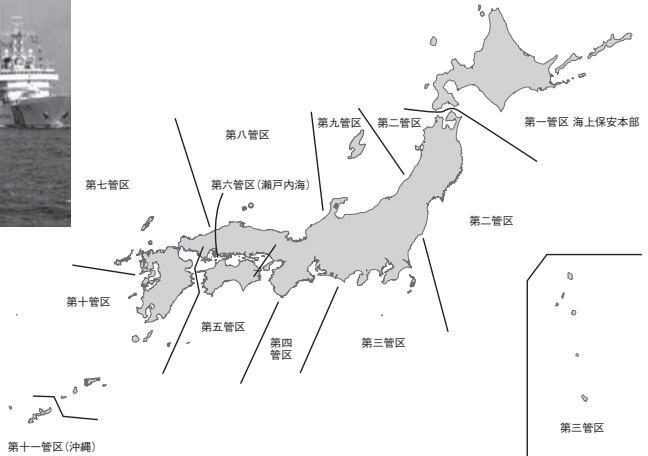 第八管区
第九管区
第二管区
第一管区 海上保安本部
第七管区
第六管区(瀬戸内海)
第二管区
第十管区
第五管区
第四
管区
第三管区
第三管区
第十一管区(沖縄)